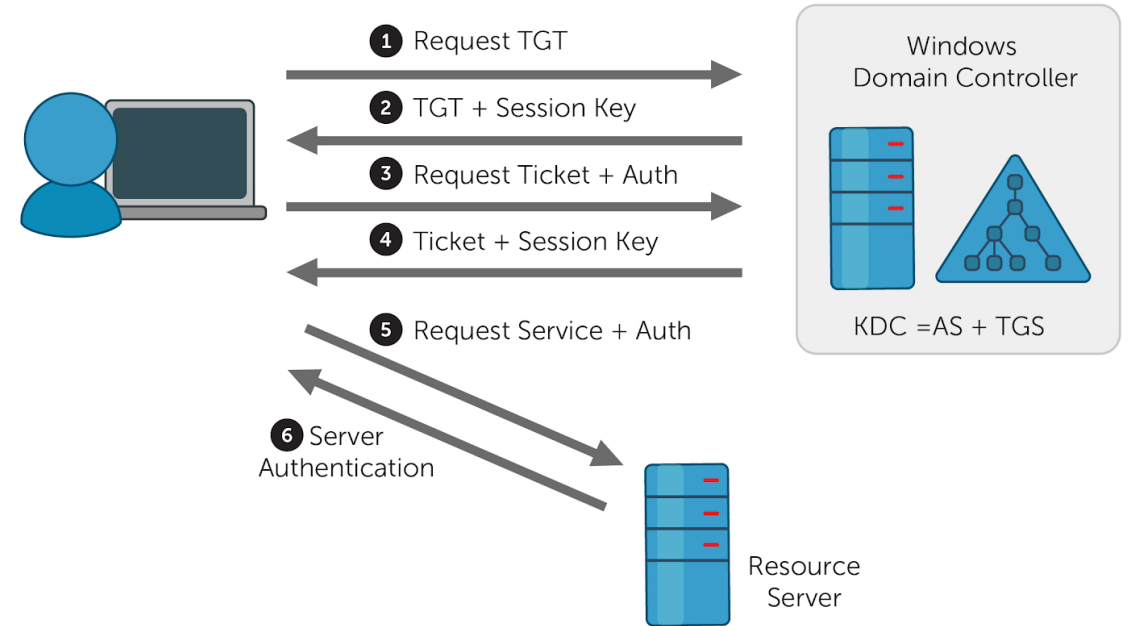 1 Request TGT
2 TGT + Session Key
3 Request Ticket + Auth
4 Ticket + Session Key
5 Request Service + Auth
6 Server
Authentication
Windows
Domain Controller
KDC =AS + TGS
Resource
Server